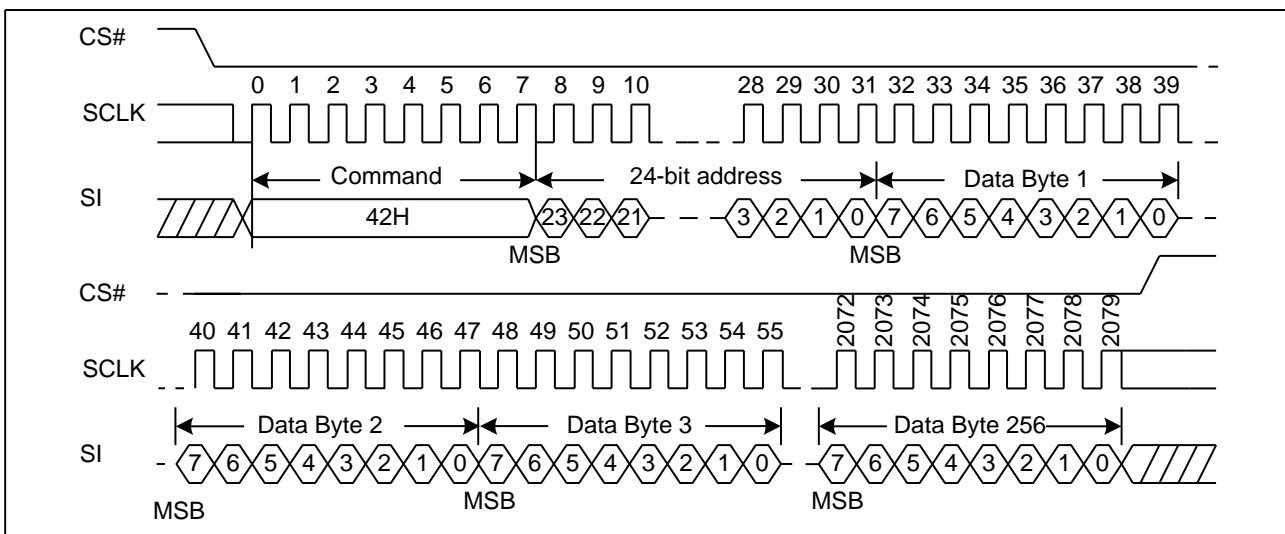 CS#
0 1 2 3 4 5 6 7 8 9 10 28 29 30 31 32 33 34 35 36 37 38 39
SCLK
Command 24-bit address Data Byte 1
SI
42H 23 22 21 3 2 1 0 7 6 5 4 3 2 1 0
MSB MSB
CS#
40 41 42 43 44 45 46 47 48 49 50 51 52 53 54 55 2072 2073 2074 2075 2076 2077 2078 2079
SCLK
Data Byte 2 Data Byte 3 Data Byte 256
SI
7 6 5 4 3 2 1 0 7 6 5 4 3 2 1 0 7 6 5 4 3 2 1 0
MSB MSB MSB